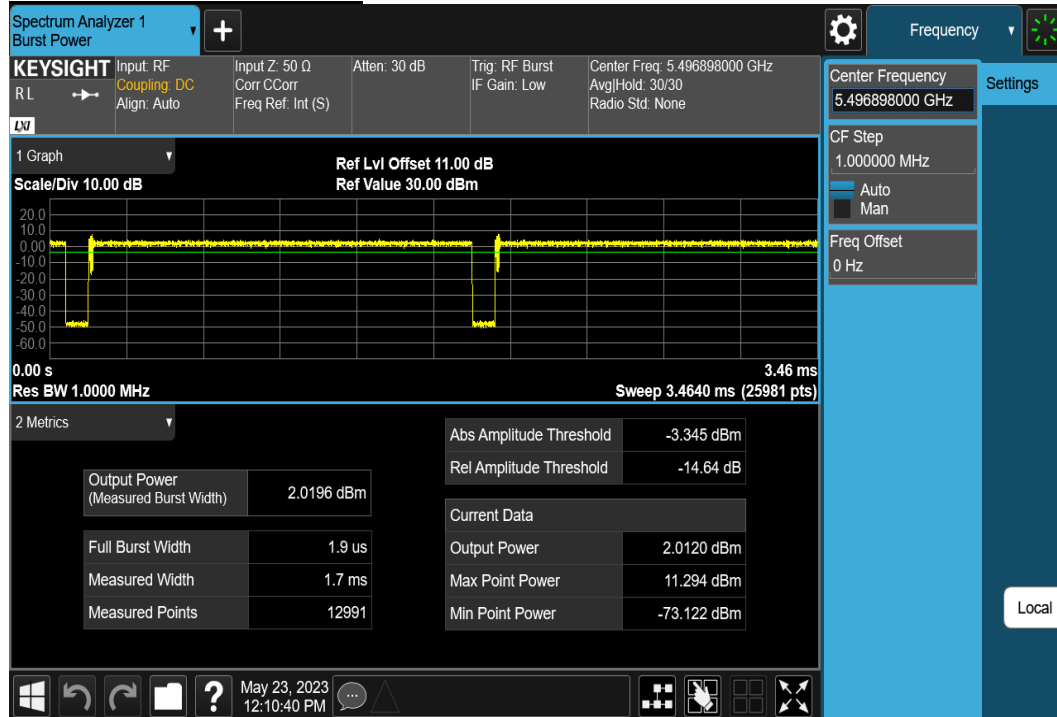 Spectrum Analyzer 1
Burst Power
Frequency
KEYSIGHT
RL
LXI
Input: RF
Coupling: DC
Align: Auto
Input Z: 50 Ω
Corr CCorr
Freq Ref: Int (S)
Atten: 30 dB
Trig: RF Burst
IF Gain: Low
Center Freq: 5.496898000 GHz
Avg|Hold: 30/30
Radio Std: None
Center Frequency
5.496898000 GHz
Settings
CF Step
1.000000 MHz
Auto
Man
Freq Offset
0 Hz
1 Graph
Scale/Div 10.00 dB
Ref Lvl Offset 11.00 dB
Ref Value 30.00 dBm
20.0
10.0
0.00
-10.0
-20.0
-30.0
-40.0
-50.0
-60.0
0.00 s
3.46 ms
Res BW 1.0000 MHz
Sweep 3.4640 ms (25981 pts)
2 Metrics
Output Power
(Measured Burst Width)
2.0196 dBm
Full Burst Width 1.9 us
Measured Width 1.7 ms
Measured Points 12991
Abs Amplitude Threshold -3.345 dBm
Rel Amplitude Threshold -14.64 dB
Current Data
Output Power 2.0120 dBm
Max Point Power 11.294 dBm
Min Point Power -73.122 dBm
Local
May 23, 2023
12:10:40 PM